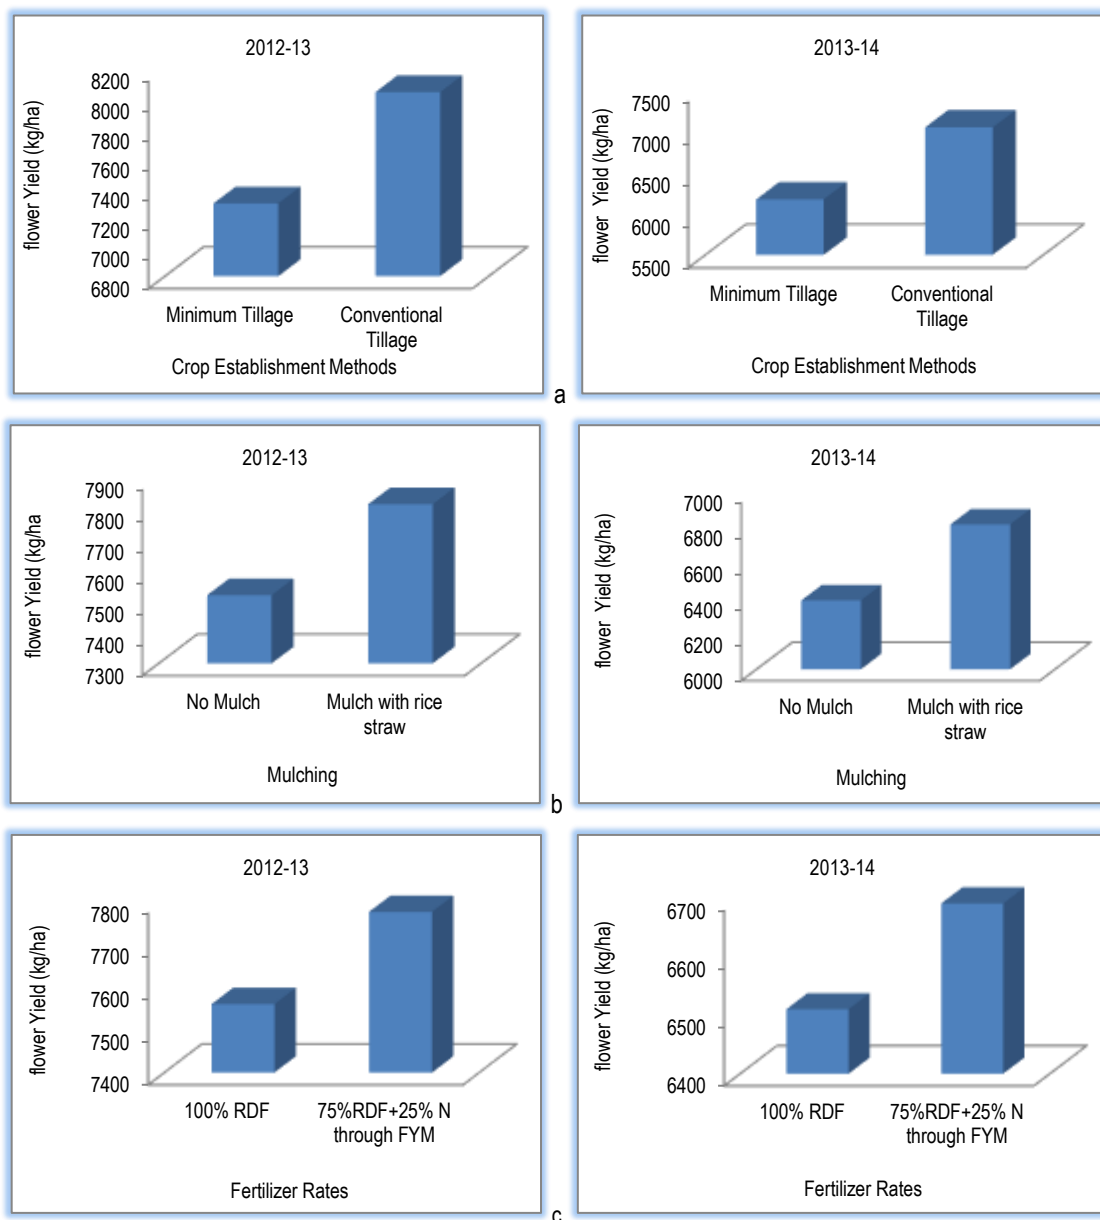 2012-13
flower Yield (kg/ha)
8200
8000
7800
7600
7400
7200
7000
6800
Minimum Tillage
Conventional
Tillage
Crop Establishment Methods
2013-14
flower Yield (kg/ha)
7500
7000
6500
6000
5500
Minimum Tillage
Conventional
Tillage
Crop Establishment Methods
a
2012-13
flower Yield (kg/ha
7900
7800
7700
7600
7500
7400
7300
No Mulch
Mulch with rice
straw
Mulching
2013-14
flower Yield (kg/ha)
7000
6800
6600
6400
6200
6000
No Mulch
Mulch with rice
straw
Mulching
b
2012-13
flower Yield (kg/ha)
7800
7700
7600
7500
7400
100% RDF
75%RDF+25% N
through FYM
Fertilizer Rates
2013-14
flower Yield (kg/ha)
6700
6600
6500
6400
100% RDF
75%RDF+25% N
through FYM
Fertilizer Rates
c